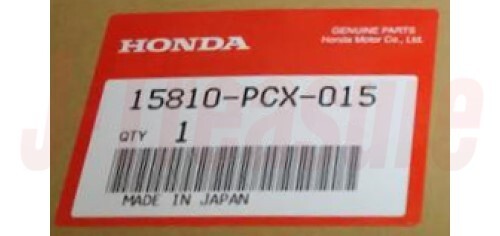 HONDA
GENUINE PARTS
Honda Motor Co., Ltd.
15810-PCX-015
QTY 1
MADE IN JAPAN